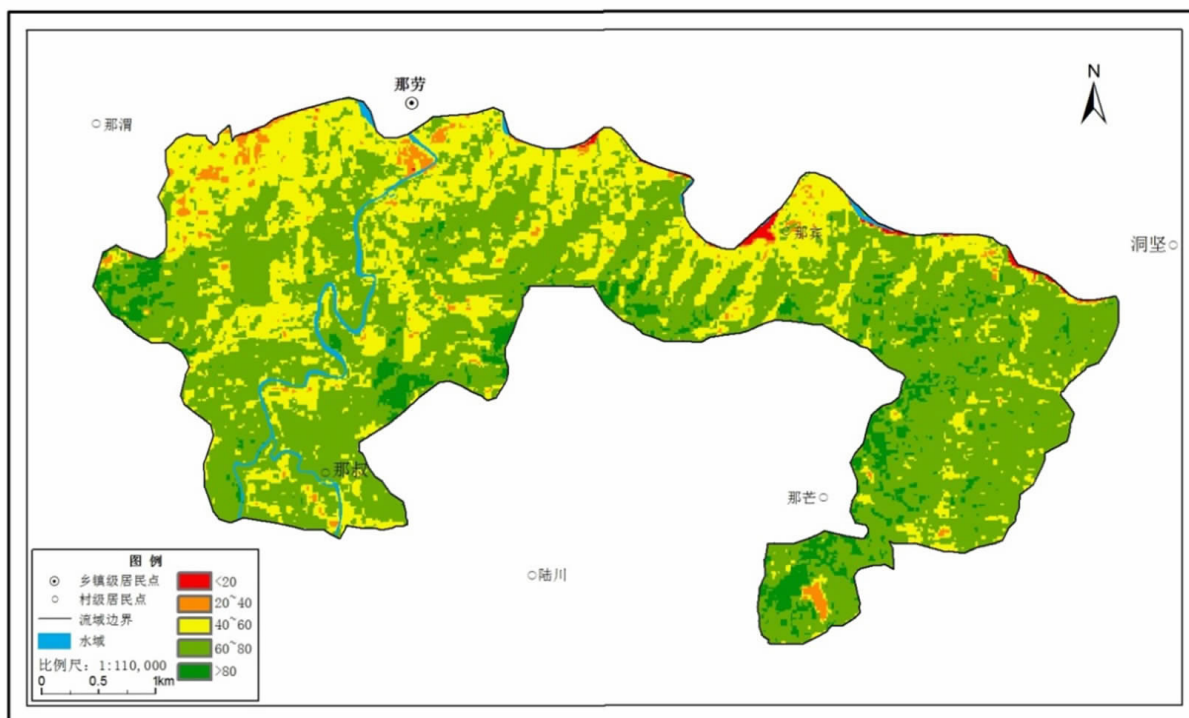 那劳
N
那渭
那宾
洞坚
那叔
那芒
陆川
图 例
乡镇级居民点
村级居民点
流域边界
水域
比例尺：1:110,000
0 0.5 1km
<20
20~40
40~60
60~80
>80